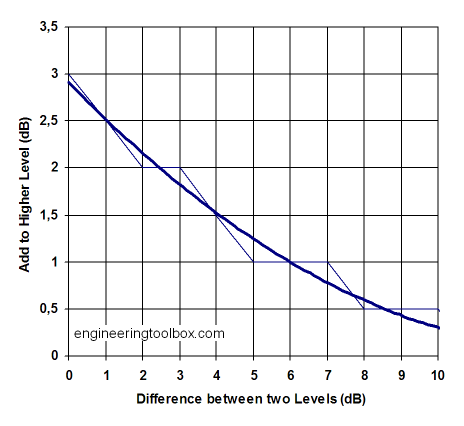 3,5
3
2,5
2
1,5
1
0,5
0
Add to Higher Level (dB)
engineeringtoolbox.com
0 1 2 3 4 5 6 7 8 9 10
Difference between two Levels (dB)